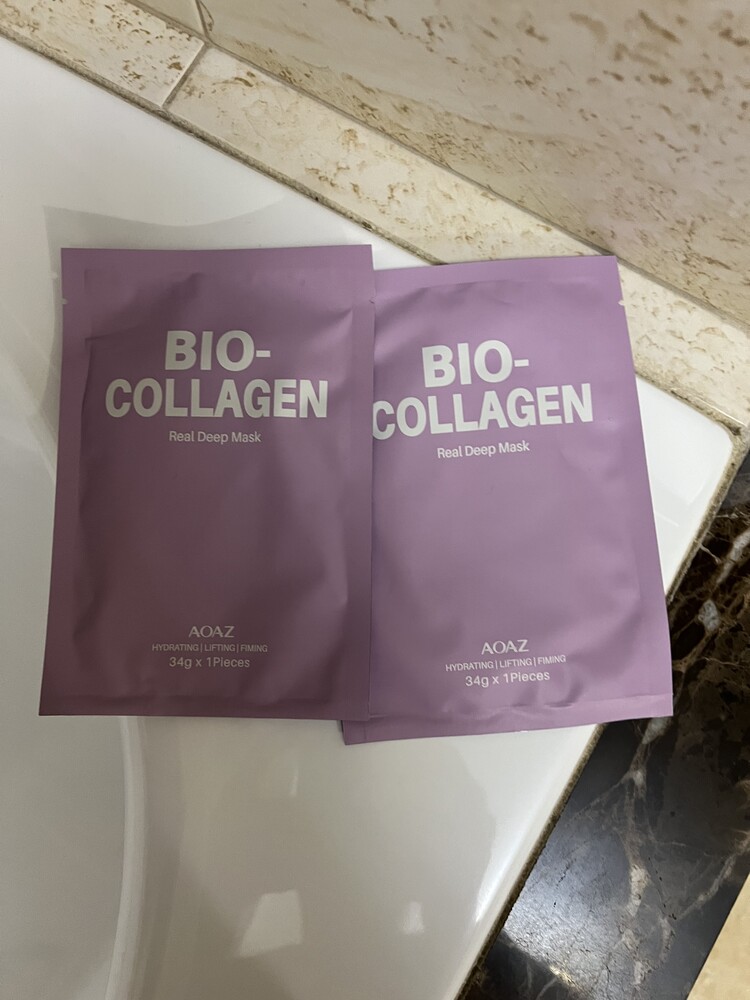 BIO-
COLLAGEN
Real Deep Mask
AOAZ
HYDRATING | LIFTING | FIMING
34g x 1Pieces
BIO-
COLLAGEN
Real Deep Mask
AOAZ
HYDRATING | LIFTING | FIMING
34g x 1Pieces